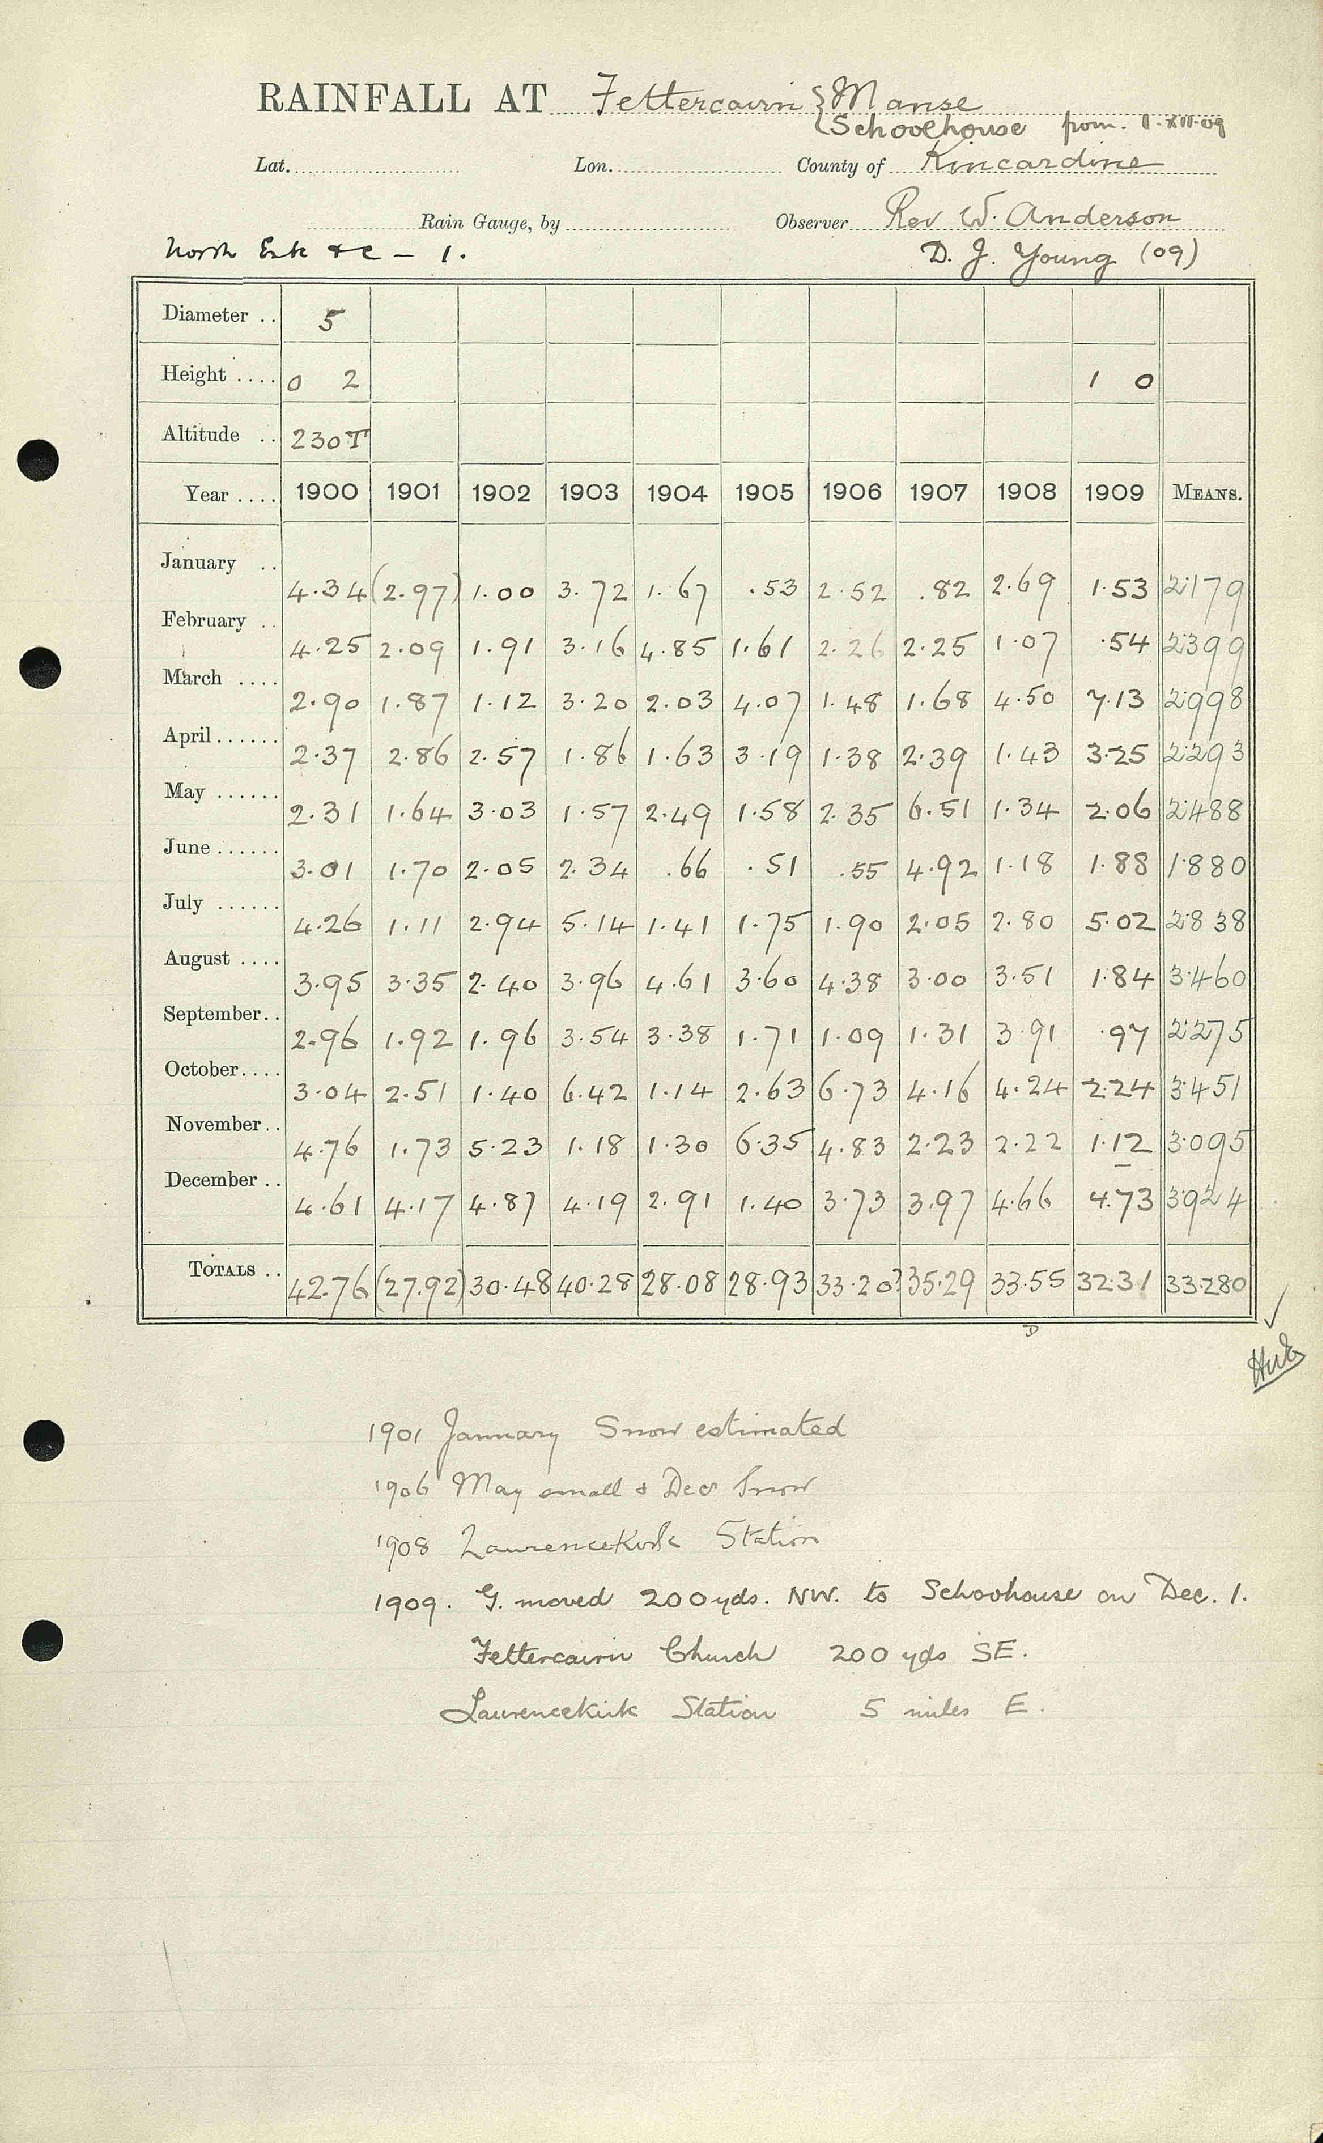 RAINFALL AT Fettercairn { Manse
{ Schoolhouse from 1·XII·09
Lat. Lon. County of Kincardine
Rain Gauge, by Observer Rev W. Anderson
North Esk &c – 1. D. J. Young (09)
Diameter .. 5
Height .... 0 2 1 0
Altitude .. 230T
Year .... 1900 1901 1902 1903 1904 1905 1906 1907 1908 1909 MEANS.
January .. 4·34 (2·97) 1·00 3·72 1·67 ·53 2·52 ·82 2·69 1·53 2·179
February .. 4·25 2·09 1·91 3·16 4·85 1·61 2·26 2·25 1·07 ·54 2399
March .... 2·90 1·87 1·12 3·20 2·03 4·07 1·48 1·68 4·50 7·13 2998
April...... 2·37 2·86 2·57 1·86 1·63 3·19 1·38 2·39 1·43 3·25 2293
May ...... 2·31 1·64 3·03 1·57 2·49 1·58 2·35 6·51 1·34 2·06 2·488
June ...... 3·01 1·70 2·05 2·34 ·66 ·51 ·55 4·92 1·18 1·88 1·880
July ...... 4·26 1·11 2·94 5·14 1·41 1·75 1·90 2·05 2·80 5·02 2·838
August .... 3·95 3·35 2·40 3·96 4·61 3·60 4·38 3·00 3·51 1·84 3·460
September.. 2·96 1·92 1·96 3·54 3·38 1·71 1·09 1·31 3·91 ·97 2·275
October.... 3·04 2·51 1·40 6·42 1·14 2·63 6·73 4·16 4·24 2·24 3·451
November.. 4·76 1·73 5·23 1·18 1·30 6·35 4·83 2·23 2·22 1·12 3·095
December .. 4·61 4·17 4·87 4·19 2·91 1·40 3·73 3·97 4·66 4·73 3924
TOTALS .. 42·76 (27·92) 30·48 40·28 28·08 28·93 33·20? 35·29 33·55 32·31 33·280
1901 January Snow estimated
1906 May small & Dec Snow
1908 Laurencekirk Station
1909. G. moved 200 yds. NW. to Schoolhouse on Dec. 1.
Fettercairn Church 200 yds SE.
Laurencekirk Station 5 miles E.